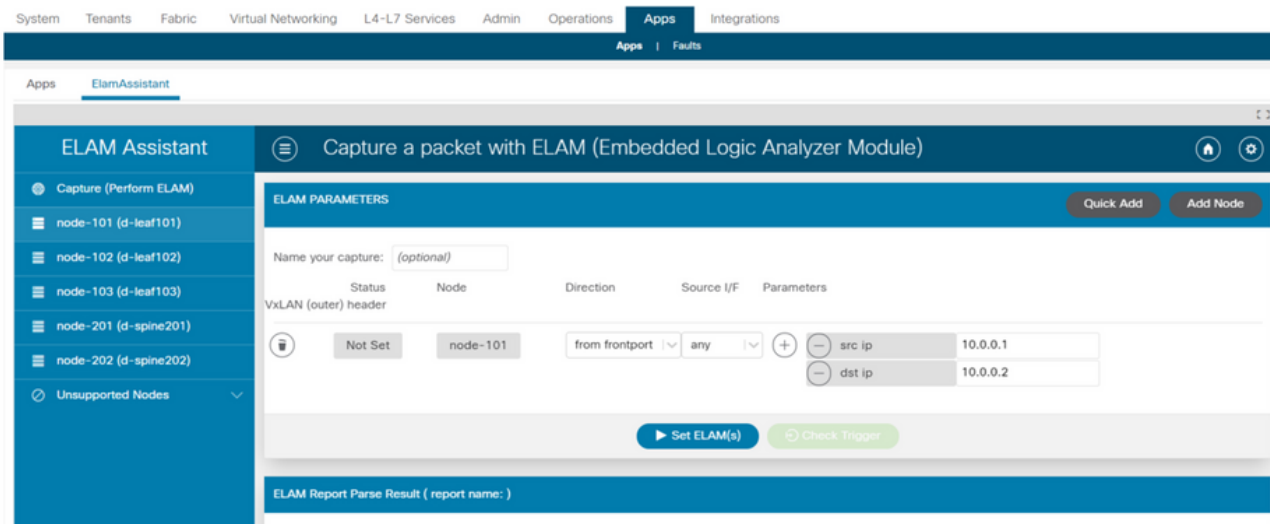 System Tenants Fabric Virtual Networking L4-L7 Services Admin Operations Apps Integrations
Apps | Faults
Apps ElamAssistant
ELAM Assistant
Capture (Perform ELAM)
node-101 (d-leaf101)
node-102 (d-leaf102)
node-103 (d-leaf103)
node-201 (d-spine201)
node-202 (d-spine202)
Unsupported Nodes
Capture a packet with ELAM (Embedded Logic Analyzer Module)
ELAM PARAMETERS
Quick Add Add Node
Name your capture: (optional)
Status Node Direction Source I/F Parameters
VxLAN (outer) header
Not Set node-101 from frontport any src ip 10.0.0.1
dst ip 10.0.0.2
Set ELAM(s) Check Trigger
ELAM Report Parse Result ( report name: )